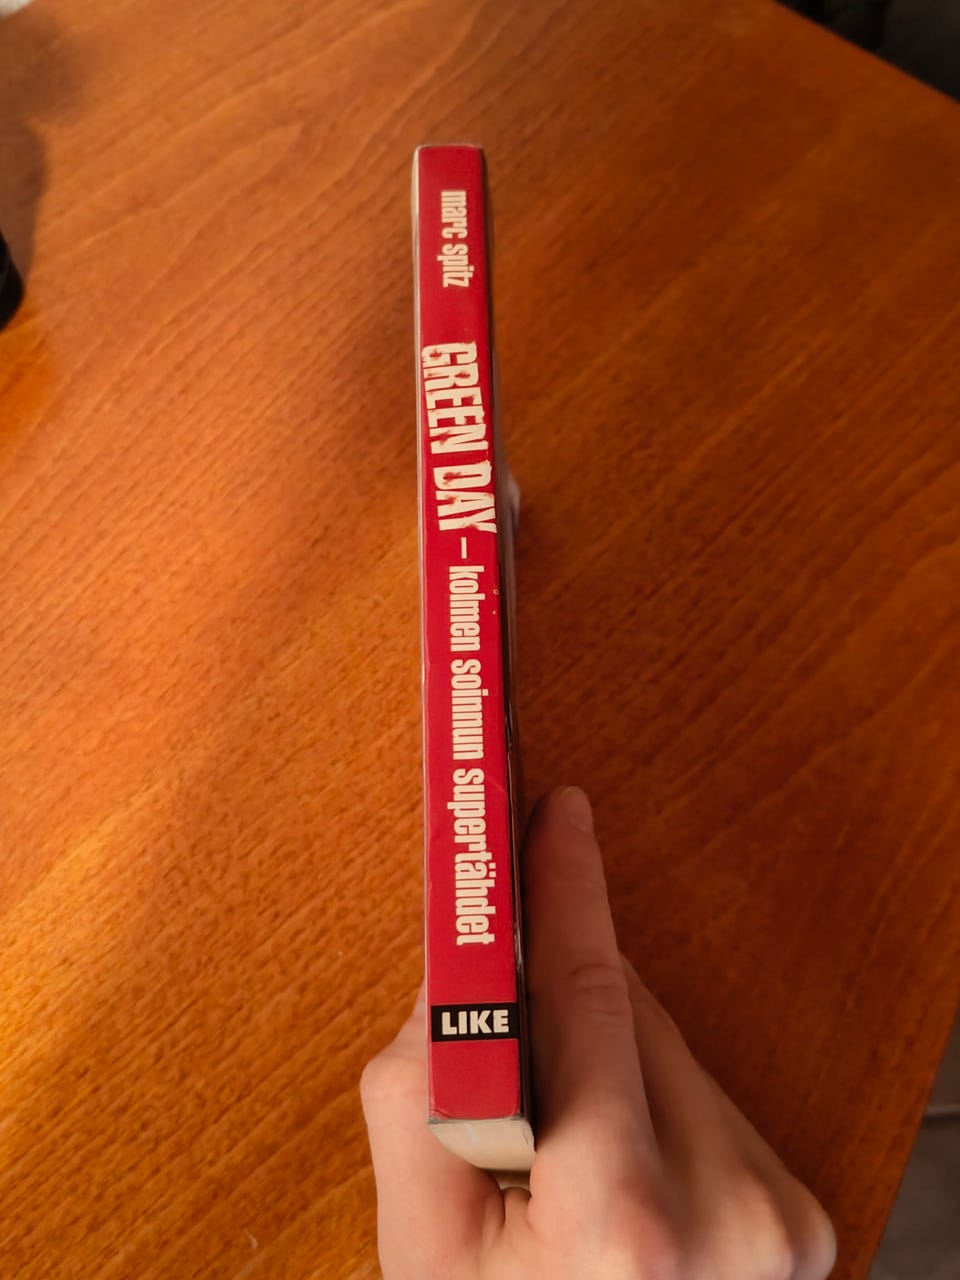 marc spitz
GREEN DAY – kolmen soinnun supertähdet
LIKE